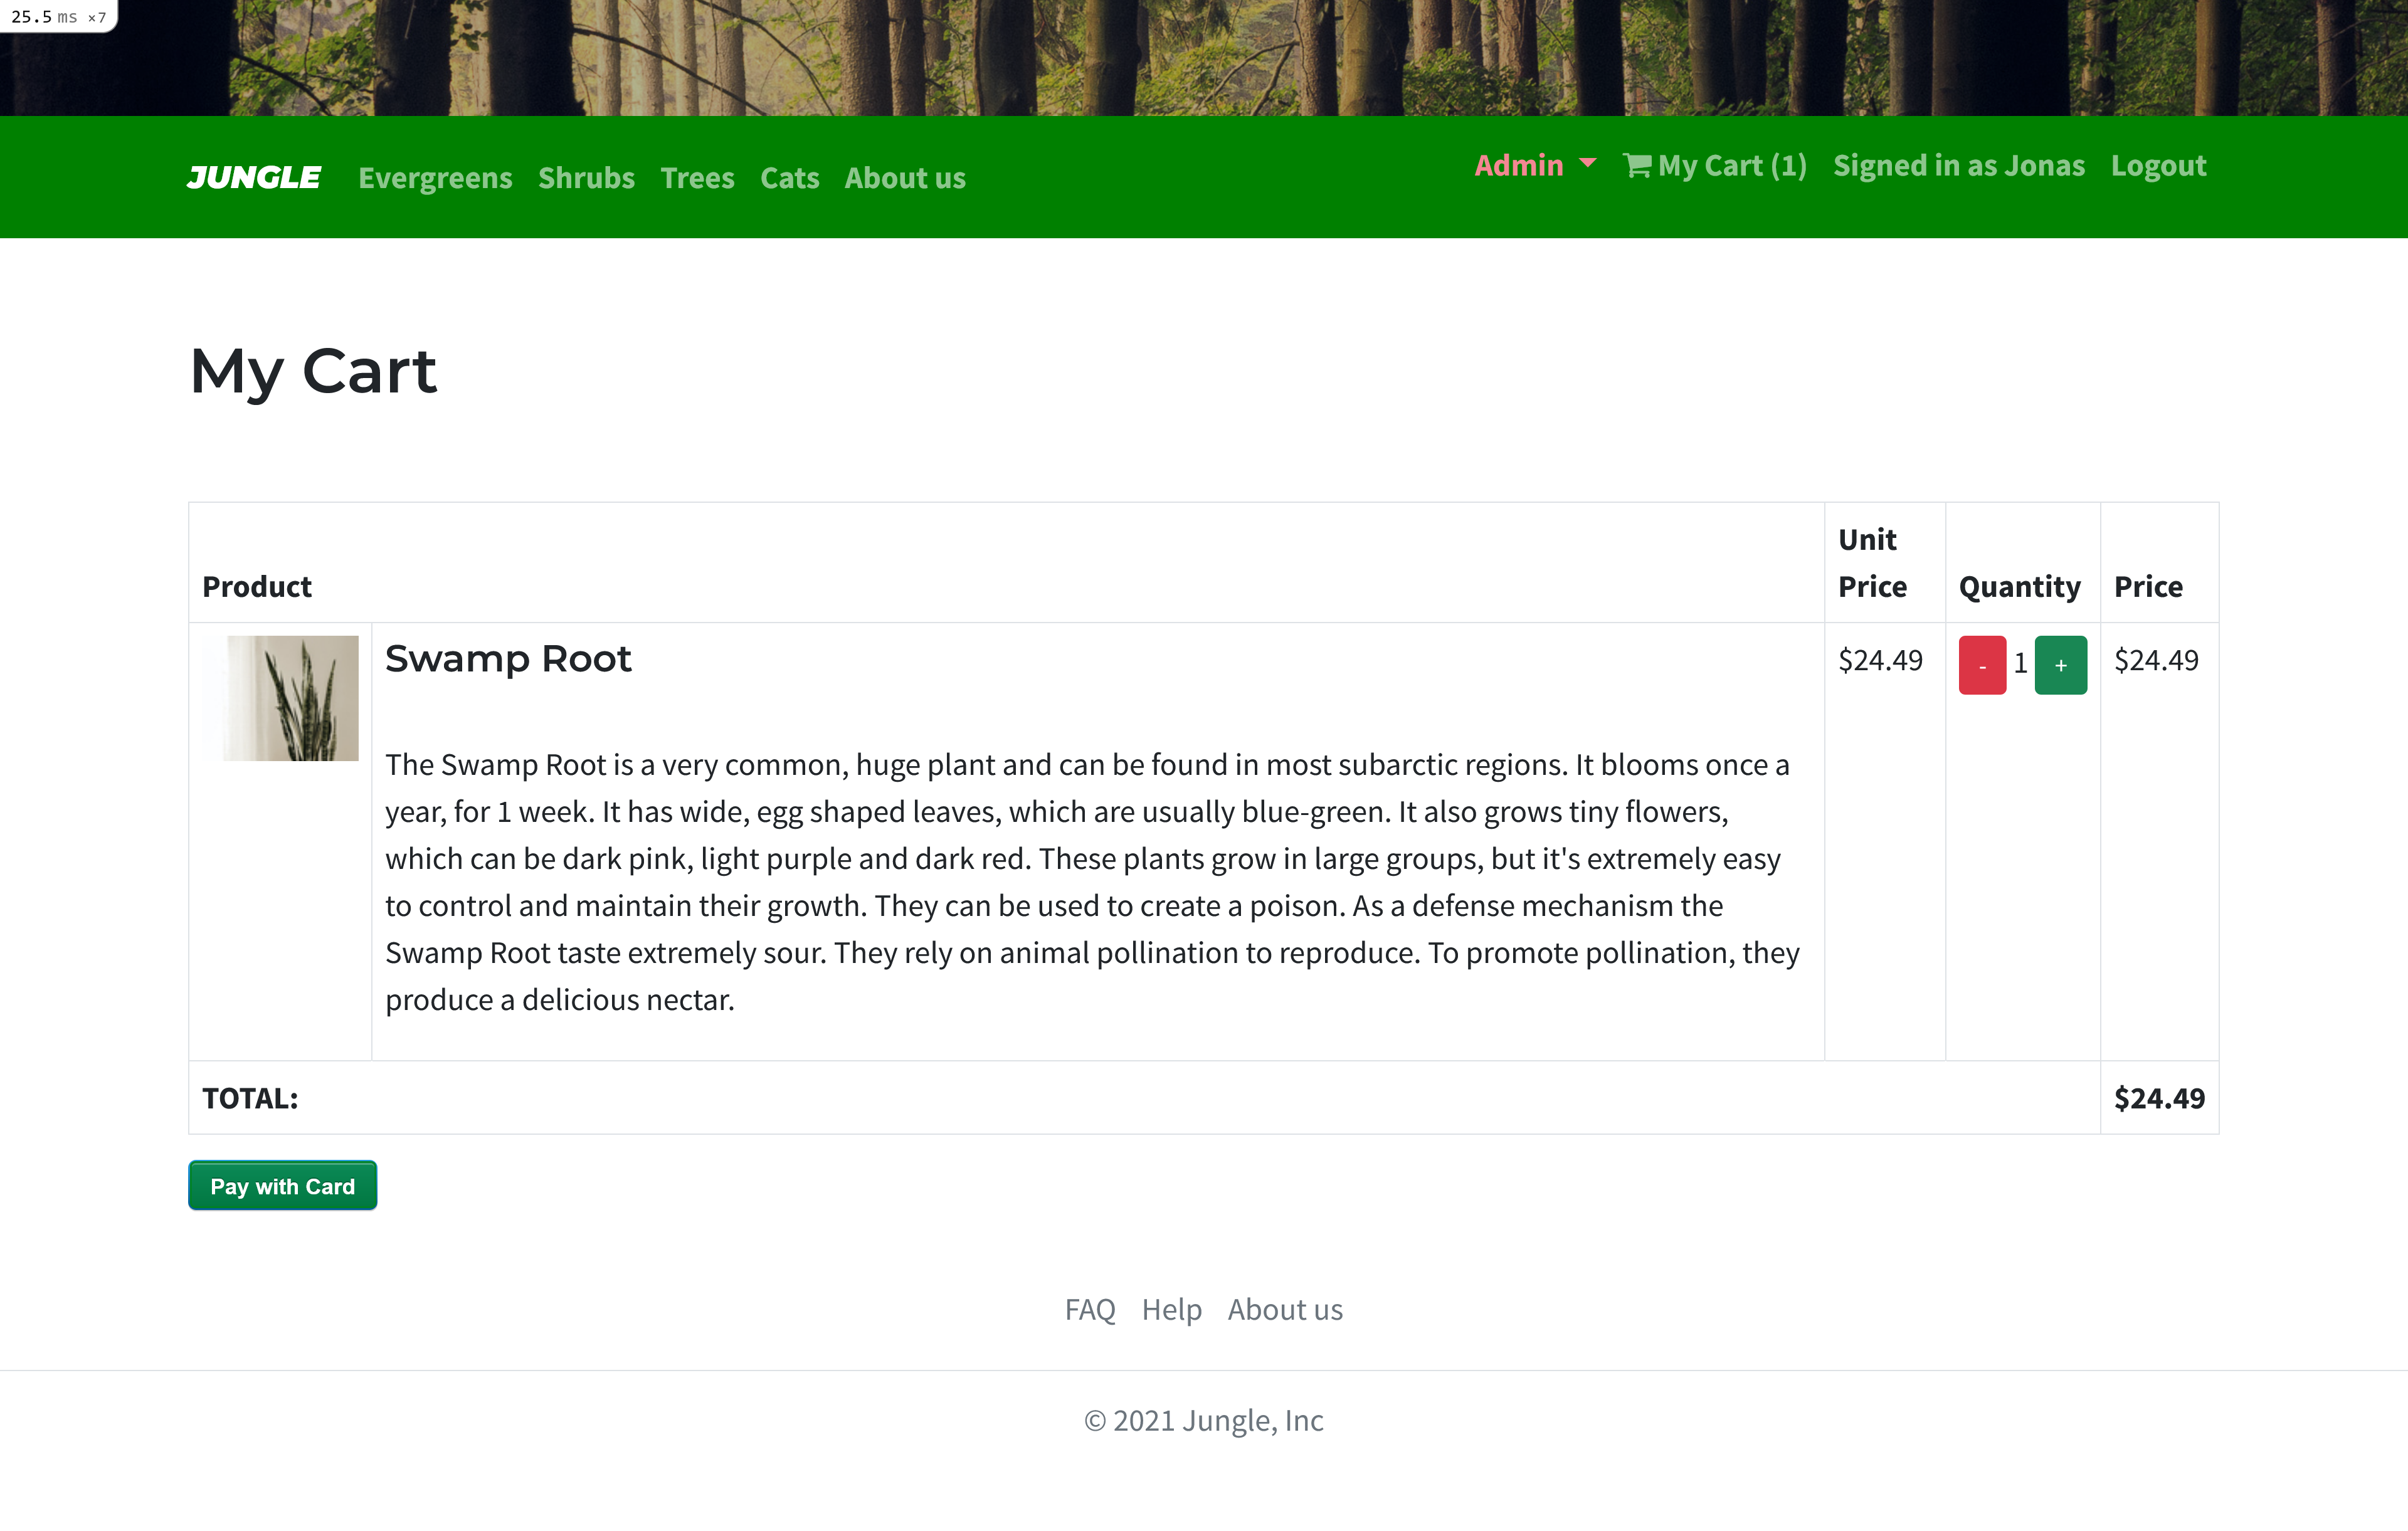 25.5 ms ×7
JUNGLE Evergreens Shrubs Trees Cats About us Admin My Cart (1) Signed in as Jonas Logout
My Cart
Product Unit Price Quantity Price
Swamp Root $24.49 - 1 + $24.49
The Swamp Root is a very common, huge plant and can be found in most subarctic regions. It blooms once a
year, for 1 week. It has wide, egg shaped leaves, which are usually blue-green. It also grows tiny flowers,
which can be dark pink, light purple and dark red. These plants grow in large groups, but it's extremely easy
to control and maintain their growth. They can be used to create a poison. As a defense mechanism the
Swamp Root taste extremely sour. They rely on animal pollination to reproduce. To promote pollination, they
produce a delicious nectar.
TOTAL: $24.49
Pay with Card
FAQ Help About us
© 2021 Jungle, Inc